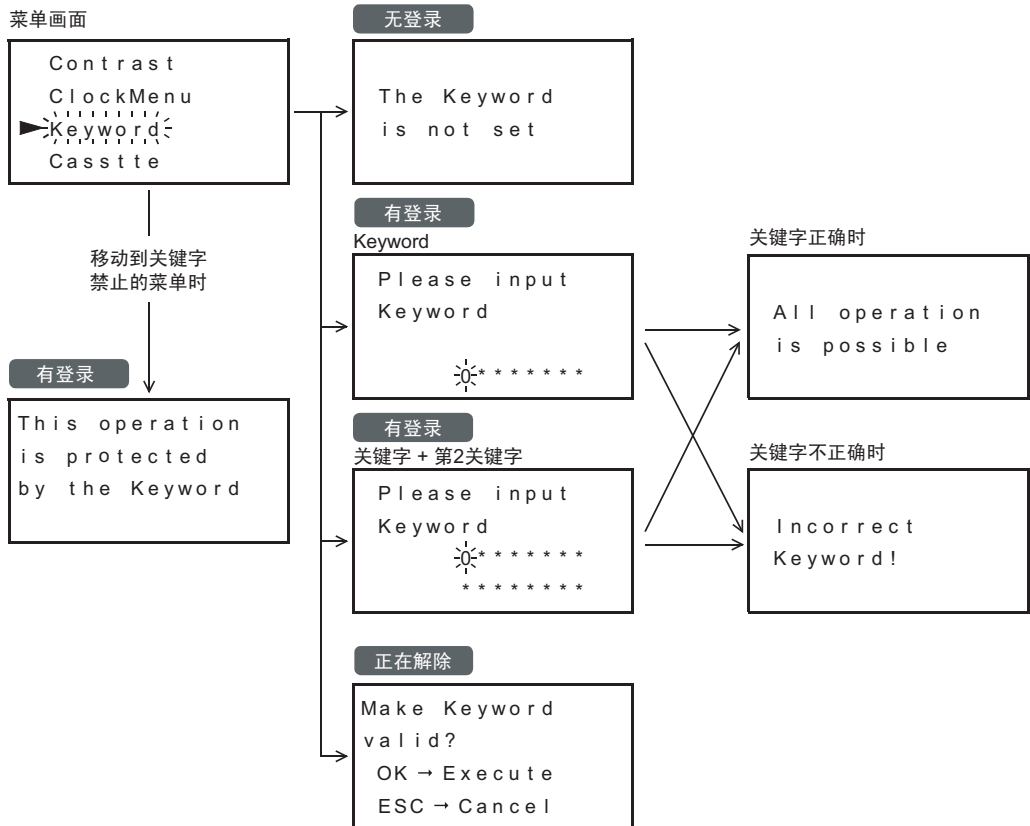 菜单画面
Contrast
ClockMenu
Keyword
Casstte
移动到关键字
禁止的菜单时
有登录
This operation
is protected
by the Keyword
无登录
The Keyword
is not set
有登录
Keyword
Please input
Keyword
0*******
有登录
关键字 + 第2关键字
Please input
Keyword
0*******
********
正在解除
Make Keyword
valid?
OK → Execute
ESC → Cancel
关键字正确时
All operation
is possible
关键字不正确时
Incorrect
Keyword!